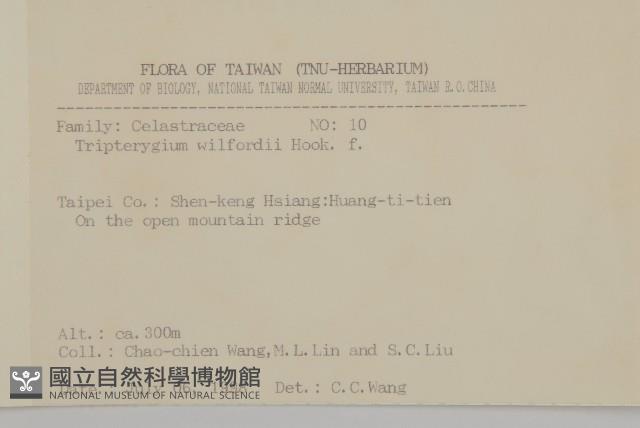 FLORA OF TAIWAN (TNU-HERBARIUM)
DEPARTMENT OF BIOLOGY, NATIONAL TAIWAN NORMAL UNIVERSITY, TAIWAN R.O.CHINA
Family: Celastraceae NO: 10
Tripterygium wilfordii Hook. f.
Taipei Co.: Shen-keng Hsiang:Huang-ti-tien
On the open mountain ridge
Alt.: ca.300m
Coll.: Chao-chien Wang,M.L.Lin and S.C.Liu
Date: July 06, Det.: C.C.Wang
國立自然科學博物館
NATIONAL MUSEUM OF NATURAL SCIENCE